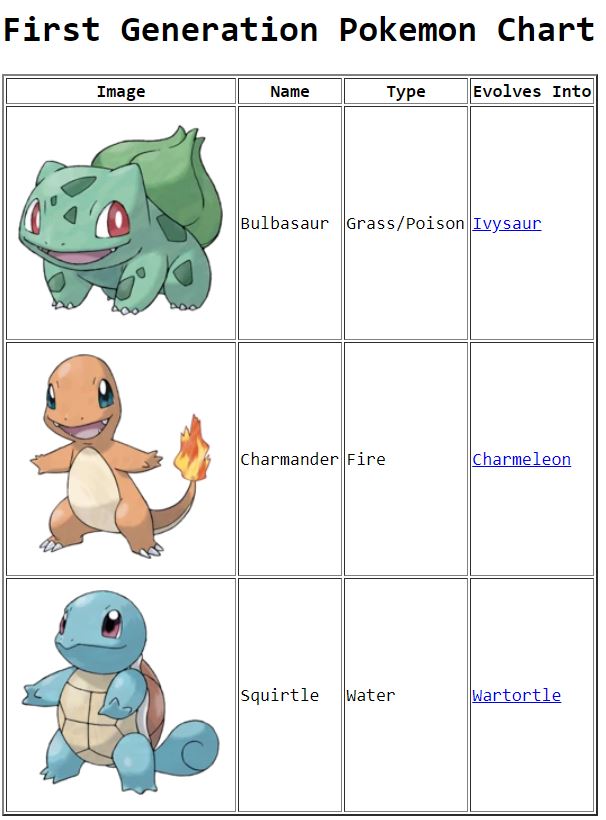 First Generation Pokemon Chart
Image Name Type Evolves Into
Bulbasaur Grass/Poison Ivysaur
Charmander Fire Charmeleon
Squirtle Water Wartortle